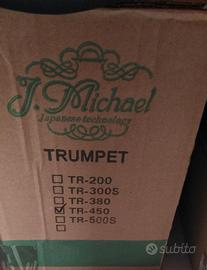 J. Michael
Japanese technology
TRUMPET
TR-200
TR-300S
TR-380
TR-450
TR-500S
subito